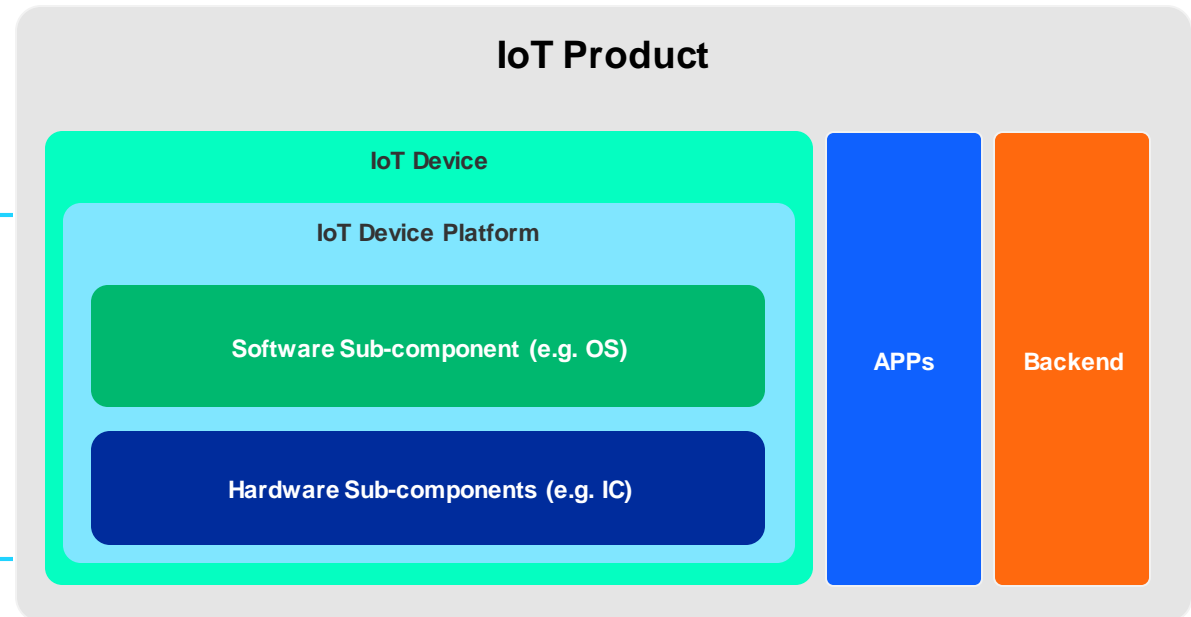 IoT Product
IoT Device
IoT Device Platform
Software Sub-component (e.g. OS)
Hardware Sub-components (e.g. IC)
APPs
Backend